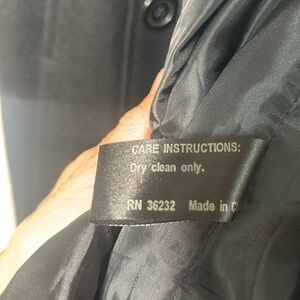 CARE INSTRUCTIONS:
Dry clean only.
RN 36232 Made in